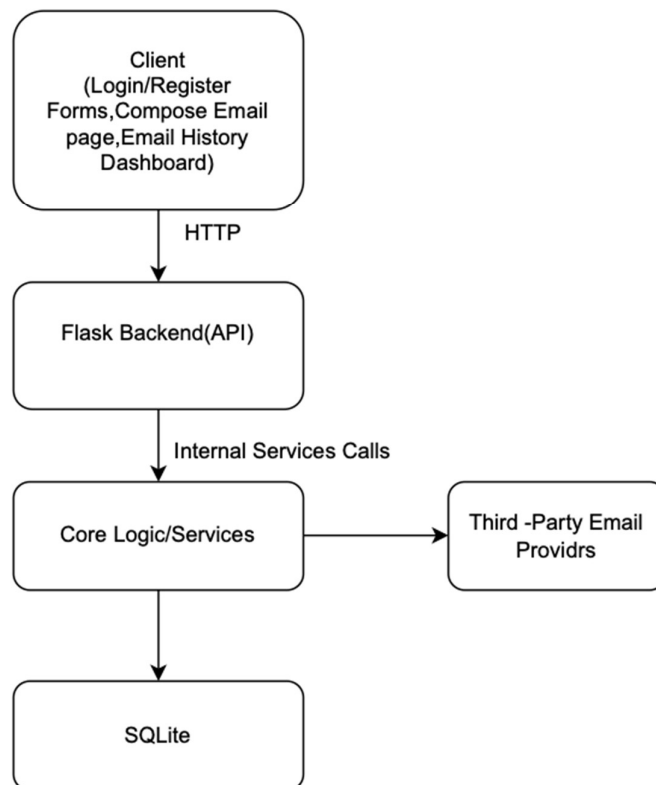 Client
(Login/Register
Forms,Compose Email
page,Email History
Dashboard)
HTTP
Flask Backend(API)
Internal Services Calls
Core Logic/Services
Third -Party Email
Providrs
SQLite